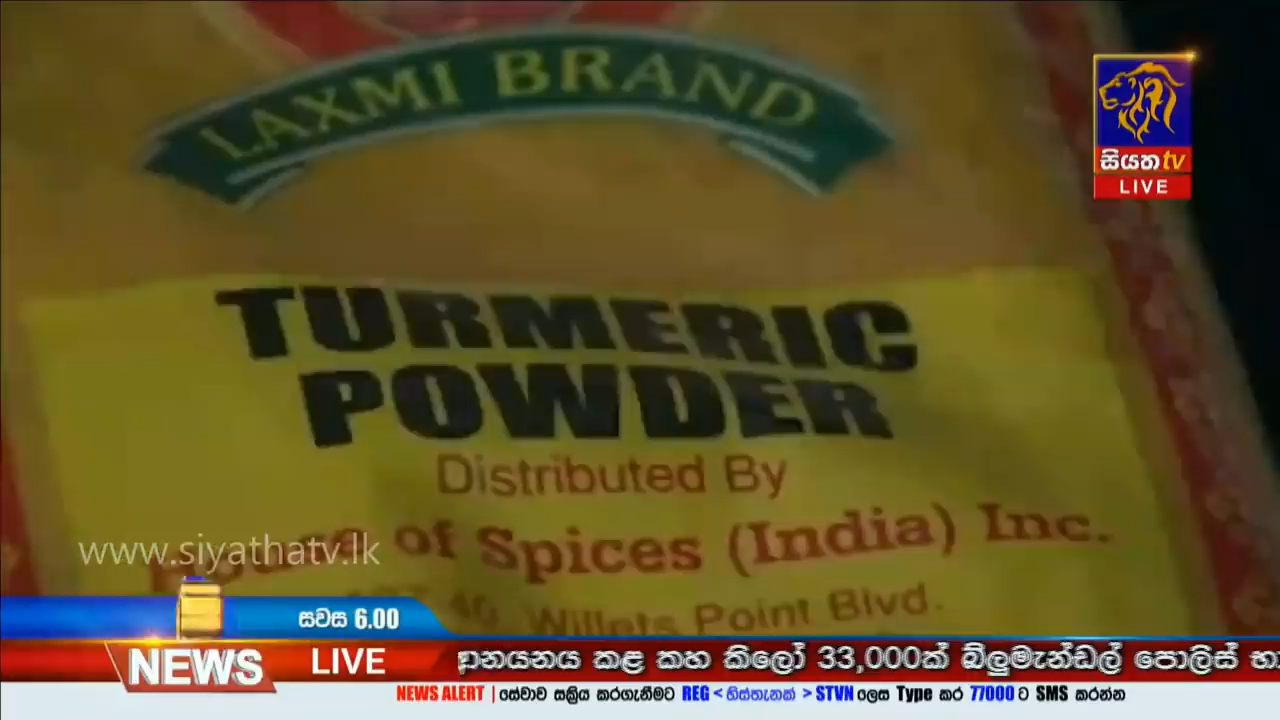 LAXMI BRAND
සියත tv
LIVE
TURMERIC
POWDER
Distributed By
House of Spices (India) Inc.
www.siyathatv.lk
40 Willets Point Blvd.
සවස 6.00
NEWS LIVE
ආනයනය කළ කහ කිලෝ 33,000ක් බ්ලුමැන්ඩල් පොලිස්
NEWS ALERT | සේවාව සක්‍රිය කරගැනීමට REG < හිස්තැනක් > STVN ලෙස Type කර 77000 ට SMS කරන්න